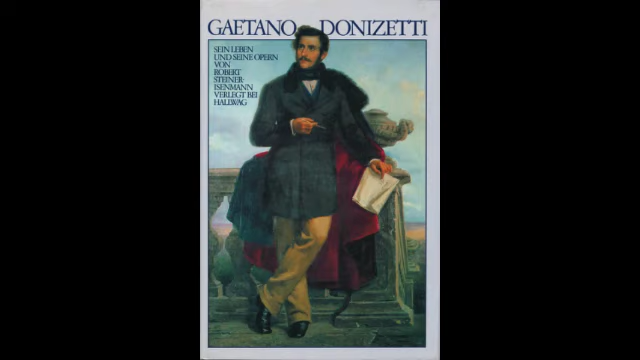 GAETANO DONIZETTI
SEIN LEBEN
UND SEINE OPERN
VON
ROBERT
STEINER-
ISENMANN
VERLEGT BEI
HALLWAG